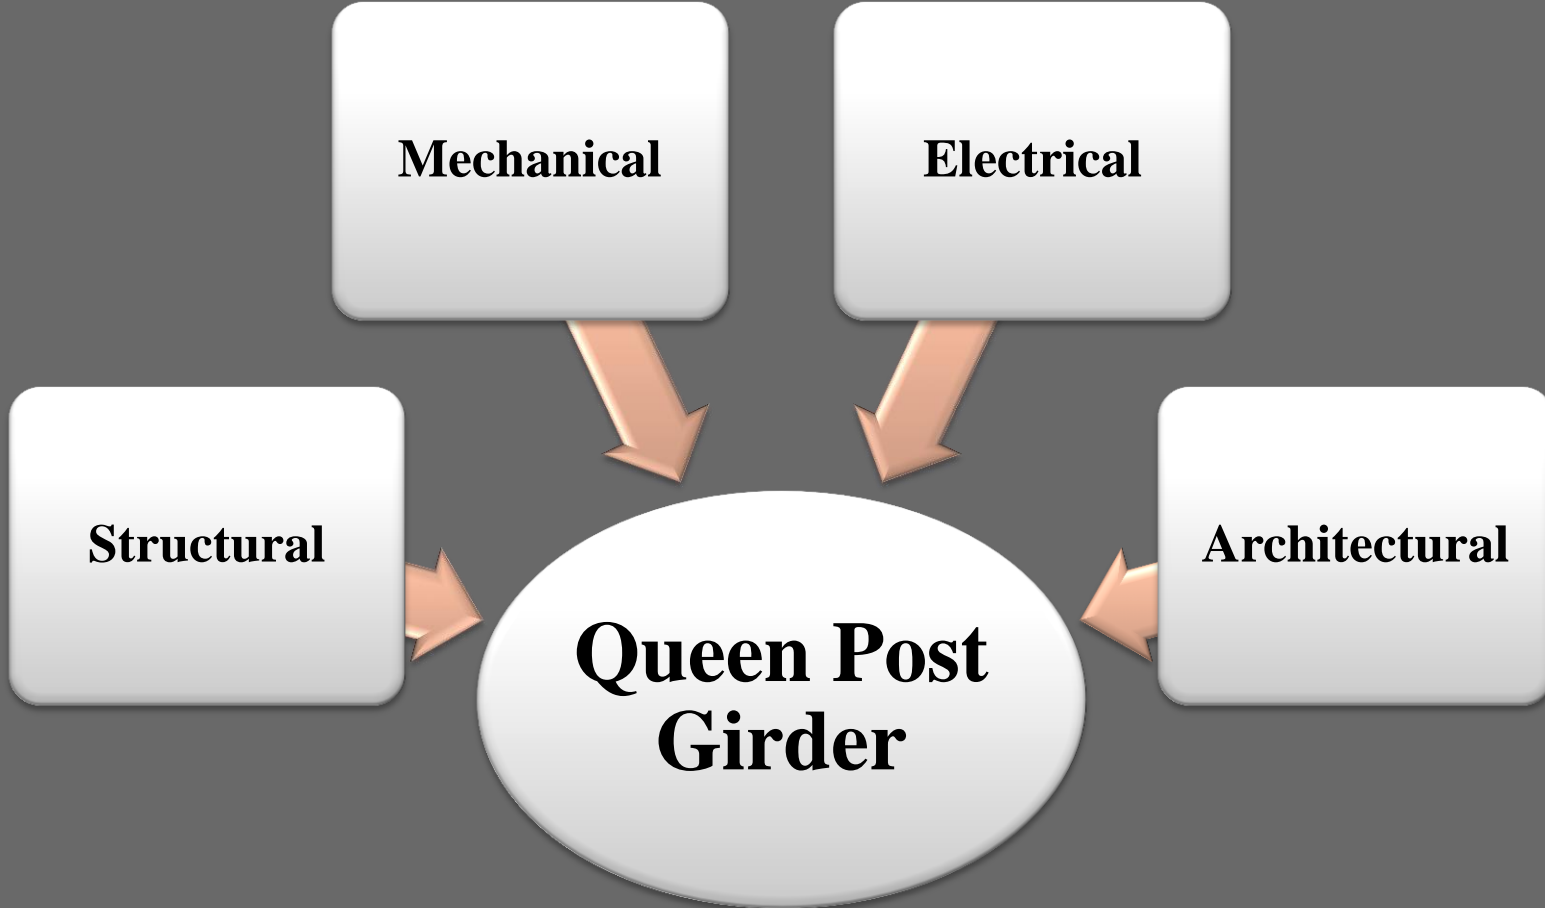 Mechanical
Electrical
Structural
Architectural
Queen Post
Girder